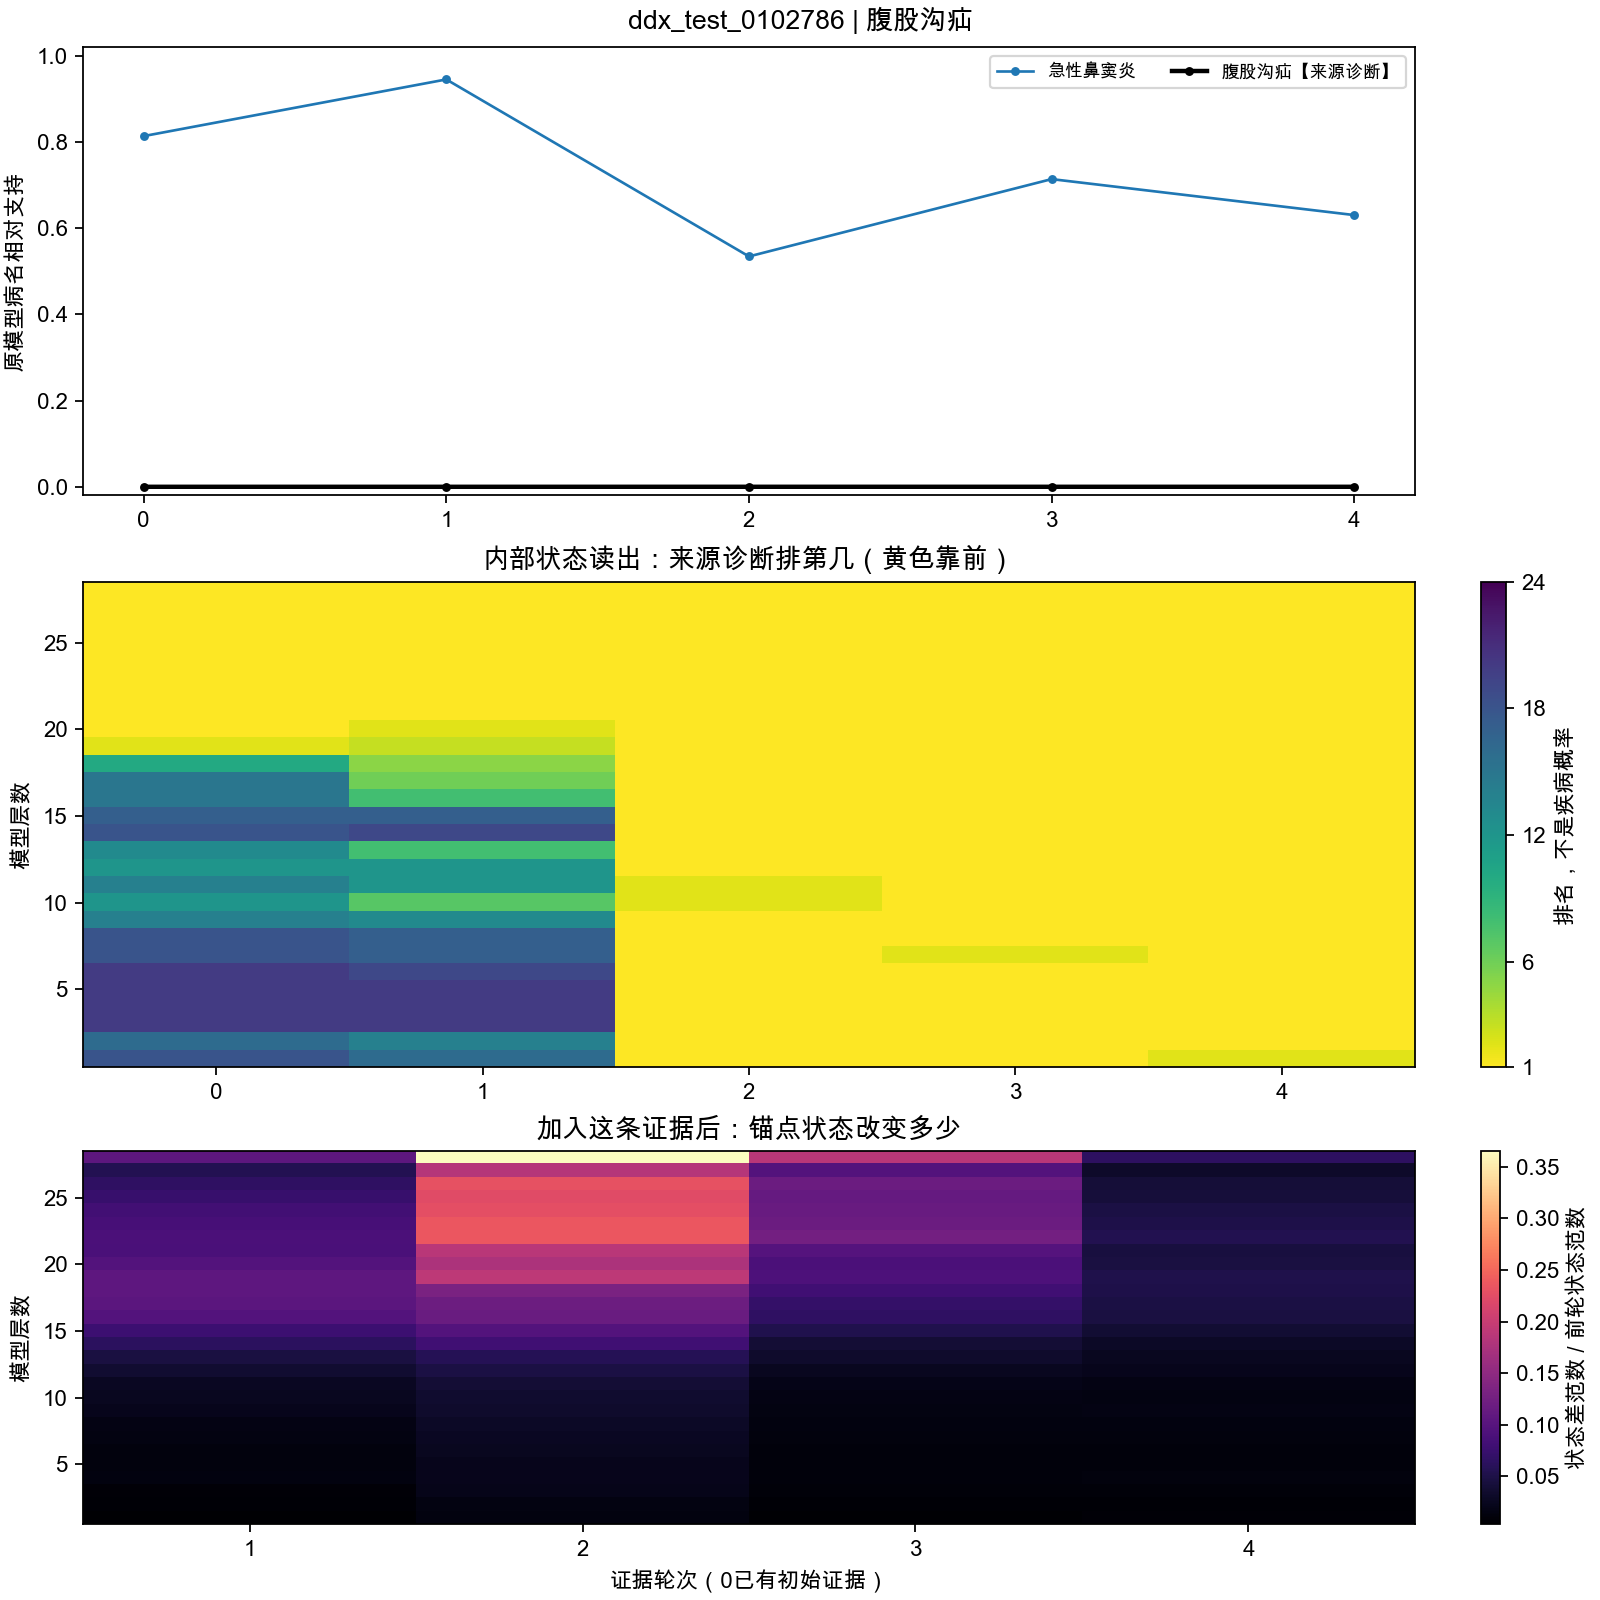 ddx_test_0102786 | 腹股沟疝
急性鼻窦炎
腹股沟疝【来源诊断】
原模型病名相对支持
1.0
0.8
0.6
0.4
0.2
0.0
0 1 2 3 4
内部状态读出：来源诊断排第几（黄色靠前）
模型层数
25
20
15
10
5
0 1 2 3 4
24
18
12
6
1
排名，不是疾病概率
加入这条证据后：锚点状态改变多少
模型层数
25
20
15
10
5
1 2 3 4
证据轮次（0已有初始证据）
0.35
0.30
0.25
0.20
0.15
0.10
0.05
状态差范数 / 前轮状态范数